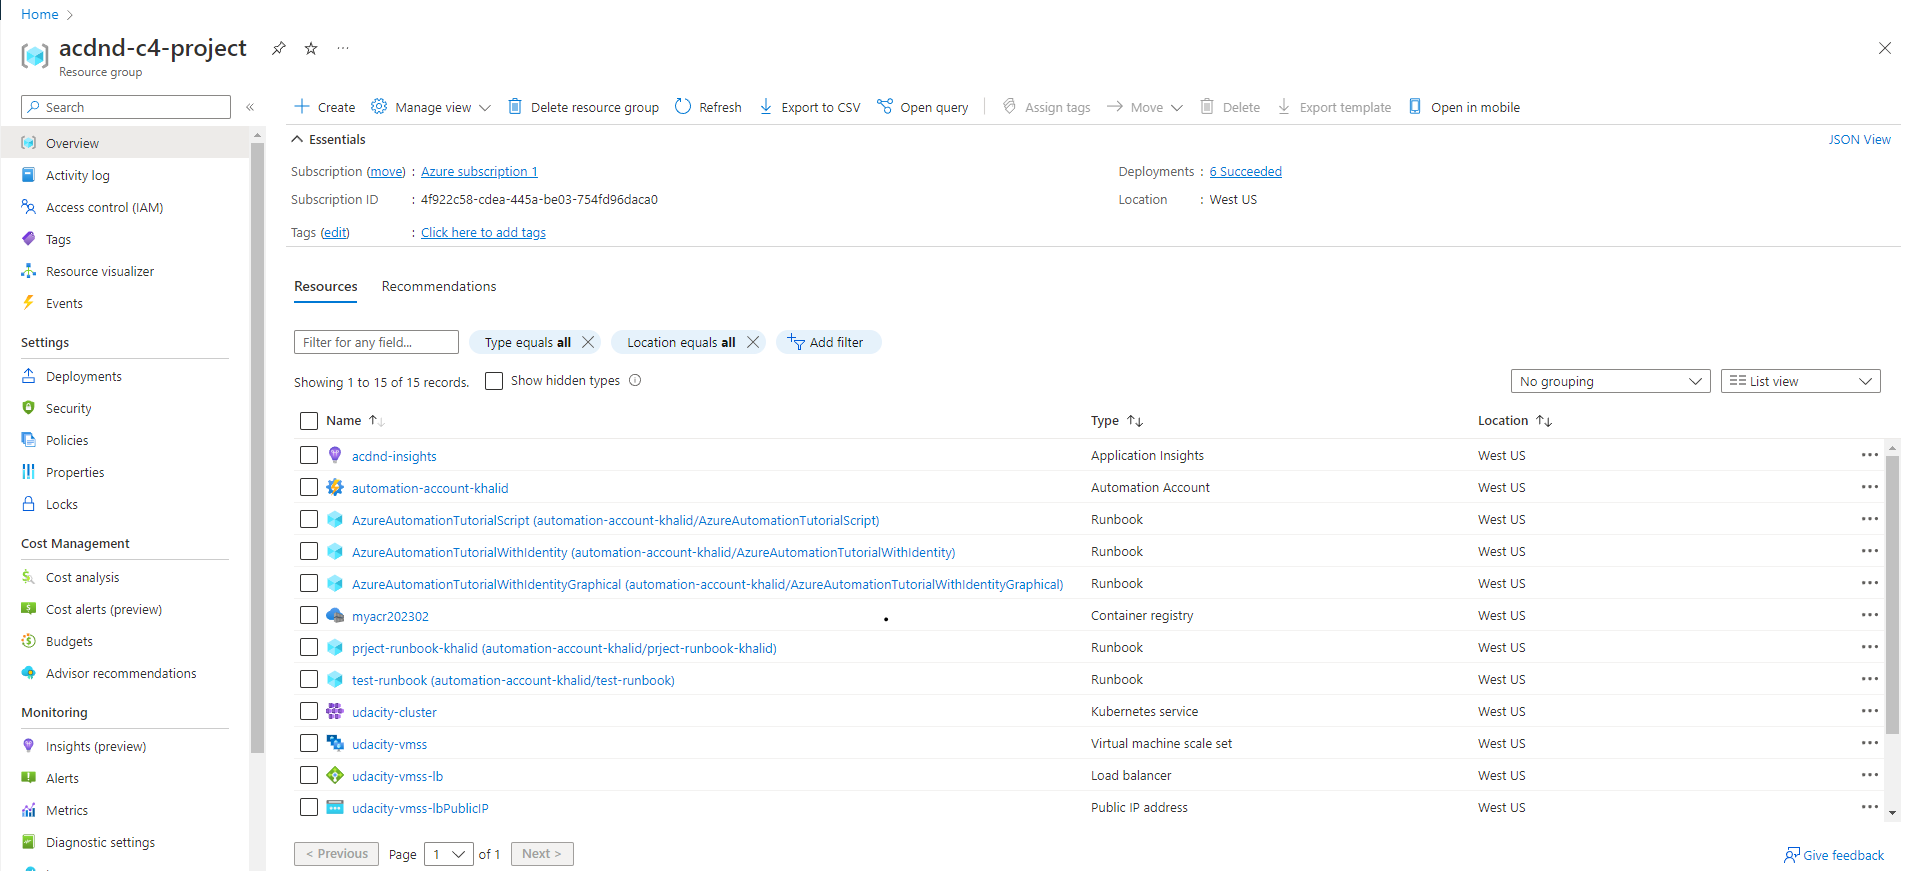 Home
acdnd-c4-project
Resource group
Search
Create
Manage view
Delete resource group
Refresh
Export to CSV
Open query
Assign tags
Move
Delete
Export template
Open in mobile
Overview
Activity log
Access control (IAM)
Tags
Resource visualizer
Events
Settings
Deployments
Security
Policies
Properties
Locks
Cost Management
Cost analysis
Cost alerts (preview)
Budgets
Advisor recommendations
Monitoring
Insights (preview)
Alerts
Metrics
Diagnostic settings
Essentials
JSON View
Subscription (move) : Azure subscription 1
Deployments : 6 Succeeded
Subscription ID : 4f922c58-cdea-445a-be03-754fd96daca0
Location : West US
Tags (edit) : Click here to add tags
Resources Recommendations
Filter for any field... Type equals all Location equals all Add filter
Showing 1 to 15 of 15 records. Show hidden types
No grouping List view
Name Type Location
acdnd-insights Application Insights West US
automation-account-khalid Automation Account West US
AzureAutomationTutorialScript (automation-account-khalid/AzureAutomationTutorialScript) Runbook West US
AzureAutomationTutorialWithIdentity (automation-account-khalid/AzureAutomationTutorialWithIdentity) Runbook West US
AzureAutomationTutorialWithIdentityGraphical (automation-account-khalid/AzureAutomationTutorialWithIdentityGraphical) Runbook West US
myacr202302 Container registry West US
prject-runbook-khalid (automation-account-khalid/prject-runbook-khalid) Runbook West US
test-runbook (automation-account-khalid/test-runbook) Runbook West US
udacity-cluster Kubernetes service West US
udacity-vmss Virtual machine scale set West US
udacity-vmss-lb Load balancer West US
udacity-vmss-lbPublicIP Public IP address West US
< Previous Page 1 of 1 Next >
Give feedback